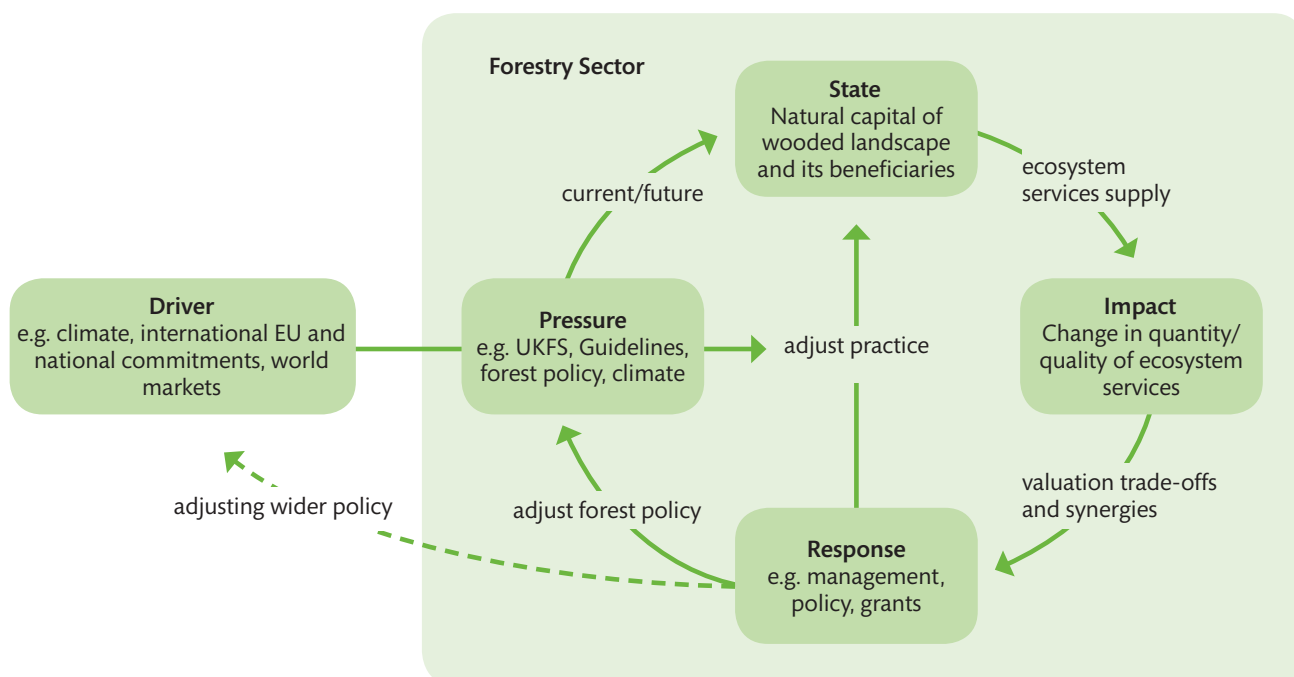 Forestry Sector
State
Natural capital of
wooded landscape
and its beneficiaries
current/future
ecosystem
services supply
Driver
e.g. climate, international EU and
national commitments, world
markets
Pressure
e.g. UKFS, Guidelines,
forest policy, climate
adjust practice
Impact
Change in quantity/
quality of ecosystem
services
adjusting wider policy
adjust forest policy
valuation trade-offs
and synergies
Response
e.g. management,
policy, grants